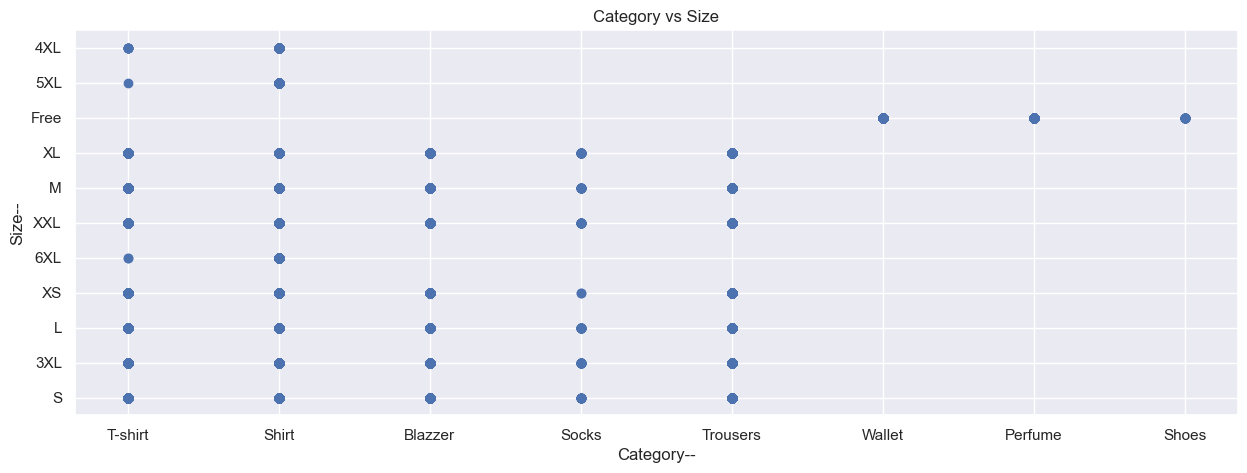 Category vs Size
4XL
5XL
Free
XL
M
XXL
6XL
XS
L
3XL
S
Size--
T-shirt Shirt Blazzer Socks Trousers Wallet Perfume Shoes
Category--